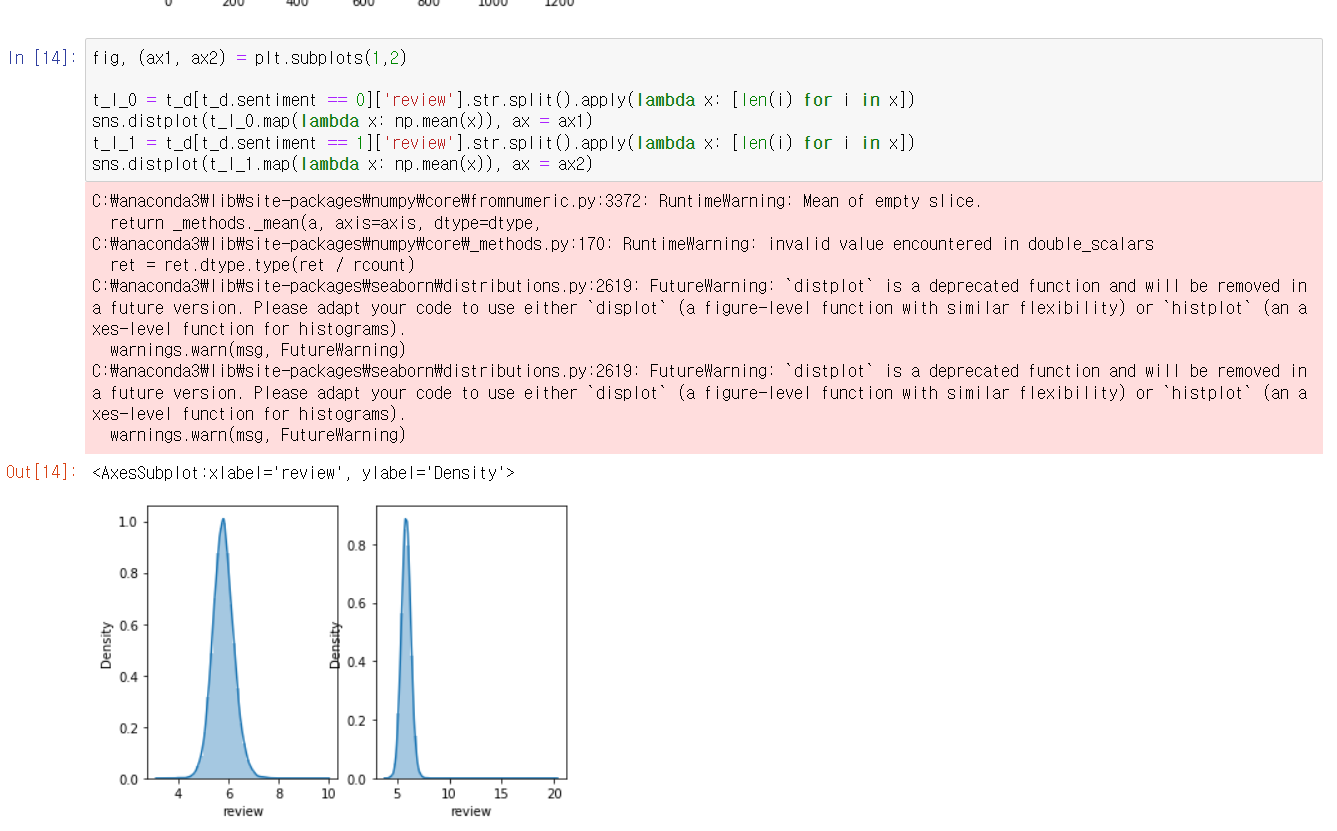 0 200 400 600 800 1000 1200
In [14]:
fig, (ax1, ax2) = plt.subplots(1,2)
t_l_0 = t_d[t_d.sentiment == 0]['review'].str.split().apply(lambda x: [len(i) for i in x])
sns.distplot(t_l_0.map(lambda x: np.mean(x)), ax = ax1)
t_l_1 = t_d[t_d.sentiment == 1]['review'].str.split().apply(lambda x: [len(i) for i in x])
sns.distplot(t_l_1.map(lambda x: np.mean(x)), ax = ax2)
C:₩anaconda3₩lib₩site-packages₩numpy₩core₩fromnumeric.py:3372: RuntimeWarning: Mean of empty slice.
return _methods._mean(a, axis=axis, dtype=dtype,
C:₩anaconda3₩lib₩site-packages₩numpy₩core₩_methods.py:170: RuntimeWarning: invalid value encountered in double_scalars
ret = ret.dtype.type(ret / rcount)
C:₩anaconda3₩lib₩site-packages₩seaborn₩distributions.py:2619: FutureWarning: `distplot` is a deprecated function and will be removed in
a future version. Please adapt your code to use either `displot` (a figure-level function with similar flexibility) or `histplot` (an a
xes-level function for histograms).
warnings.warn(msg, FutureWarning)
C:₩anaconda3₩lib₩site-packages₩seaborn₩distributions.py:2619: FutureWarning: `distplot` is a deprecated function and will be removed in
a future version. Please adapt your code to use either `displot` (a figure-level function with similar flexibility) or `histplot` (an a
xes-level function for histograms).
warnings.warn(msg, FutureWarning)
Out[14]: <AxesSubplot:xlabel='review', ylabel='Density'>
1.0
0.8
0.6
0.4
0.2
0.0
Density
4 6 8 10
review
0.8
0.6
0.4
0.2
0.0
Density
5 10 15 20
review